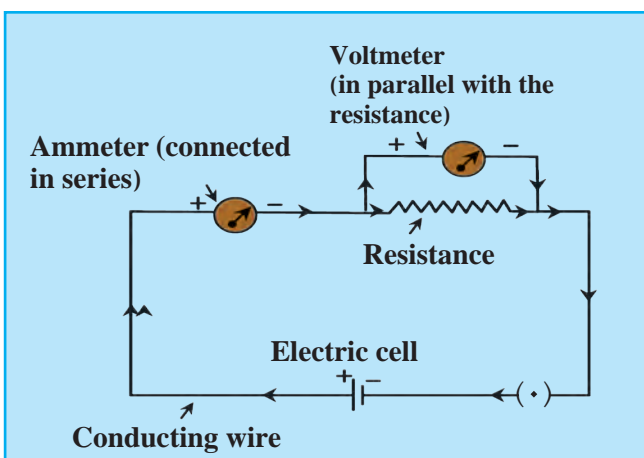 Voltmeter
(in parallel with the
resistance)
Ammeter (connected
in series)
+ −
+ −
Resistance
Electric cell
+ −
( · )
Conducting wire